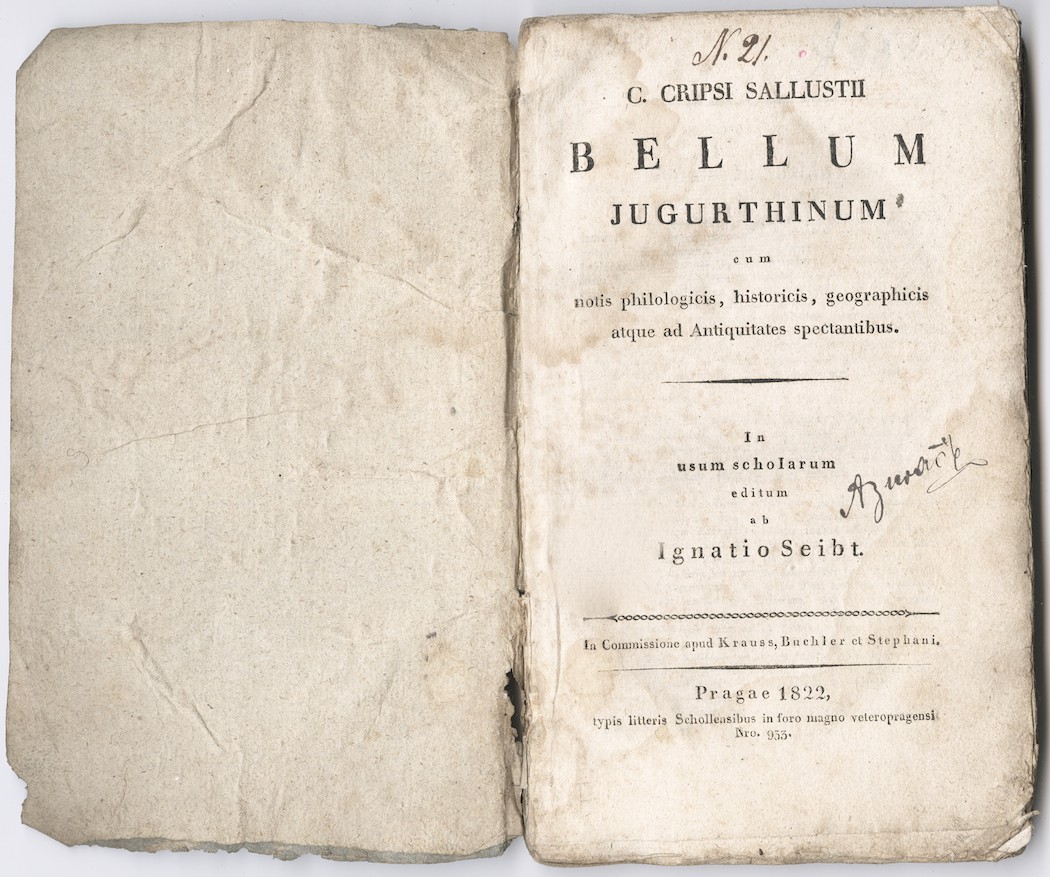 N. 21.
C. CRIPSI SALLUSTII
BELLUM
JUGURTHINUM
cum
notis philologicis, historicis, geographicis
atque ad Antiquitates spectantibus.
In
usum scholarum
editum
ab
Ignatio Seibt.
In Commissione apud Krauss, Buchler et Stephani.
Pragae 1822,
typis litteris Schollensibus in foro magno veteropragensi
Nro. 953.